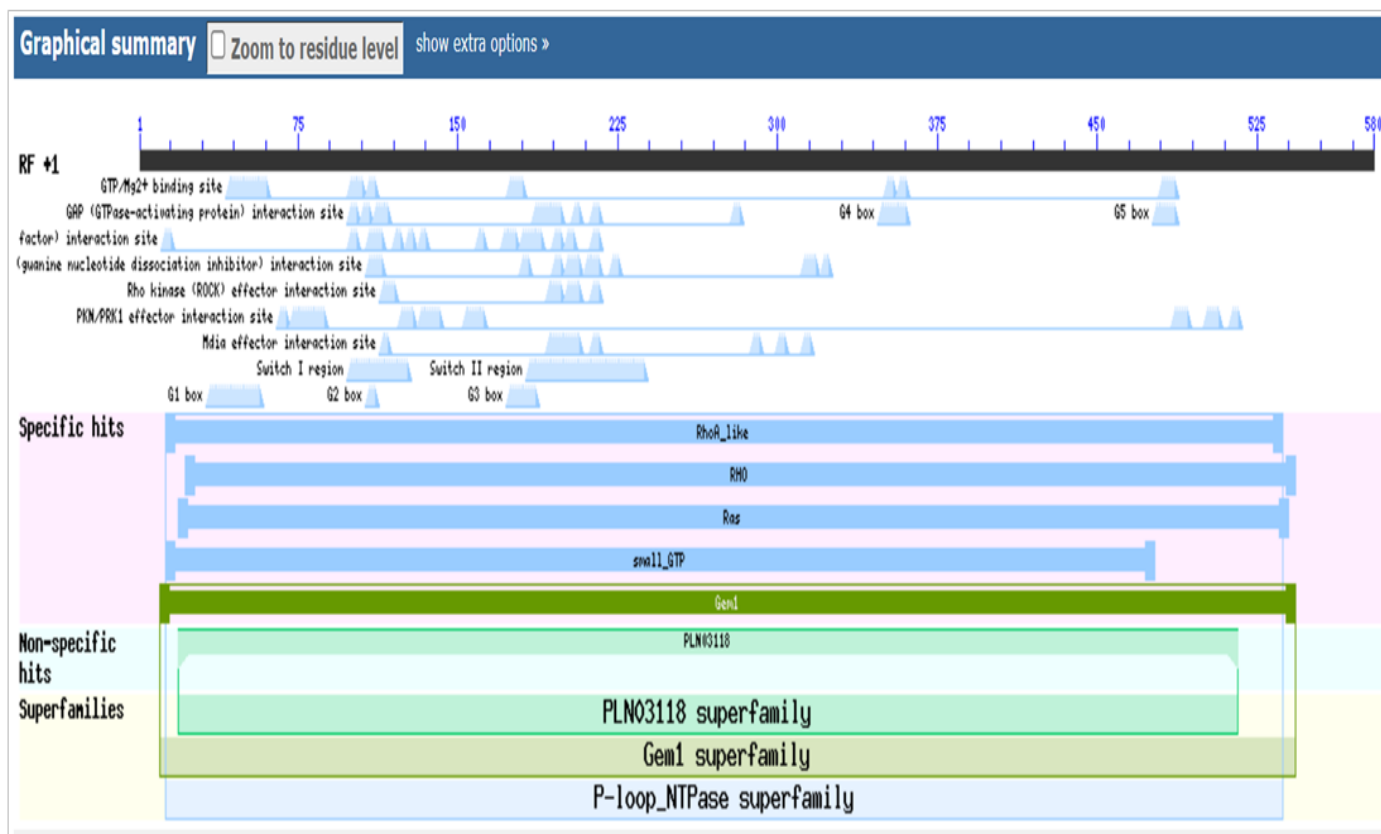 Graphical summary Zoom to residue level show extra options »
1 75 150 225 300 375 450 525 580
RF +1
GTP/Mg2+ binding site
GAP (GTPase-activating protein) interaction site G4 box G5 box
factor) interaction site
(guanine nucleotide dissociation inhibitor) interaction site
Rho kinase (ROCK) effector interaction site
PKN/PRK1 effector interaction site
Mdia effector interaction site
Switch I region Switch II region
G1 box G2 box G3 box
Specific hits RhoA_like
RHO
Ras
small_GTP
Gem1
Non-specific PLN03118
hits
Superfamilies PLN03118 superfamily
Gem1 superfamily
P-loop_NTPase superfamily